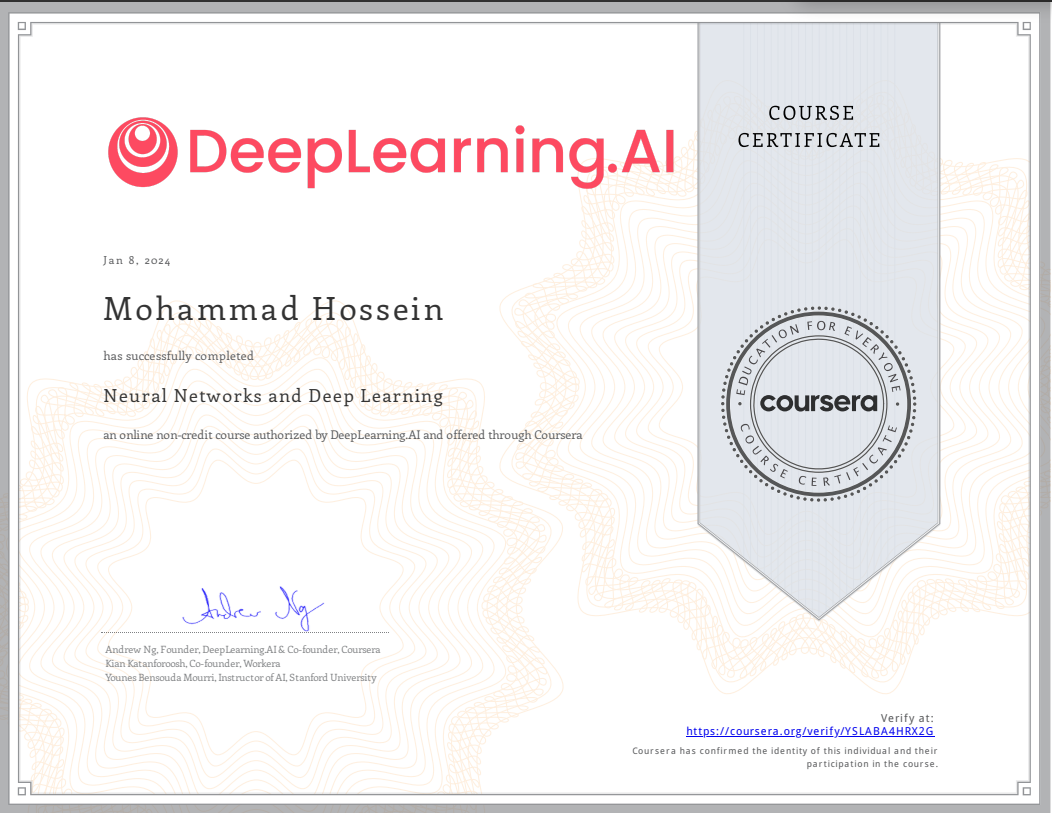 DeepLearning.AI
COURSE
CERTIFICATE
Jan 8, 2024
Mohammad Hossein
has successfully completed
Neural Networks and Deep Learning
an online non-credit course authorized by DeepLearning.AI and offered through Coursera
EDUCATION FOR EVERYONE
coursera
COURSE CERTIFICATE
Andrew Ng
Andrew Ng, Founder, DeepLearning.AI & Co-founder, Coursera
Kian Katanforoosh, Co-founder, Workera
Younes Bensouda Mourri, Instructor of AI, Stanford University
Verify at:
https://coursera.org/verify/YSLABA4HRX2G
Coursera has confirmed the identity of this individual and their
participation in the course.